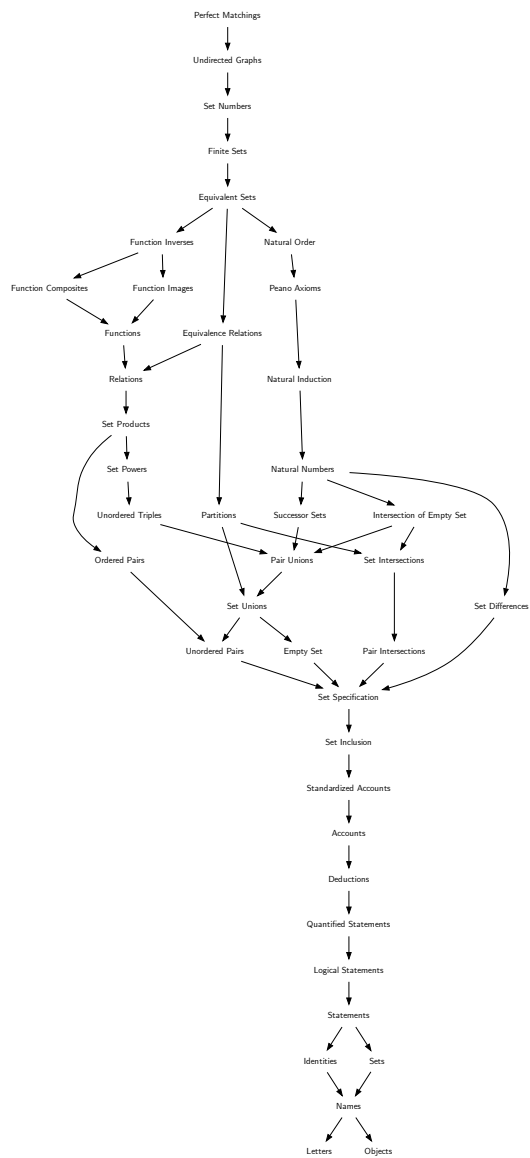 Perfect Matchings
Undirected Graphs
Set Numbers
Finite Sets
Equivalent Sets
Function Inverses
Natural Order
Function Composites
Function Images
Peano Axioms
Functions
Equivalence Relations
Relations
Natural Induction
Set Products
Set Powers
Natural Numbers
Unordered Triples
Partitions
Successor Sets
Intersection of Empty Set
Ordered Pairs
Pair Unions
Set Intersections
Set Unions
Set Differences
Unordered Pairs
Empty Set
Pair Intersections
Set Specification
Set Inclusion
Standardized Accounts
Accounts
Deductions
Quantified Statements
Logical Statements
Statements
Identities
Sets
Names
Letters
Objects